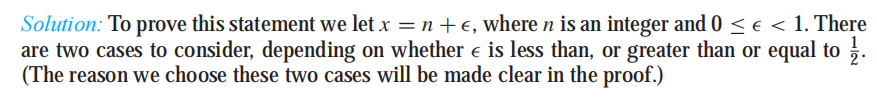 Solution: To prove this statement we let x = n + ϵ, where n is an integer and 0 ≤ ϵ < 1. There
are two cases to consider, depending on whether ϵ is less than, or greater than or equal to 1/2.
(The reason we choose these two cases will be made clear in the proof.)